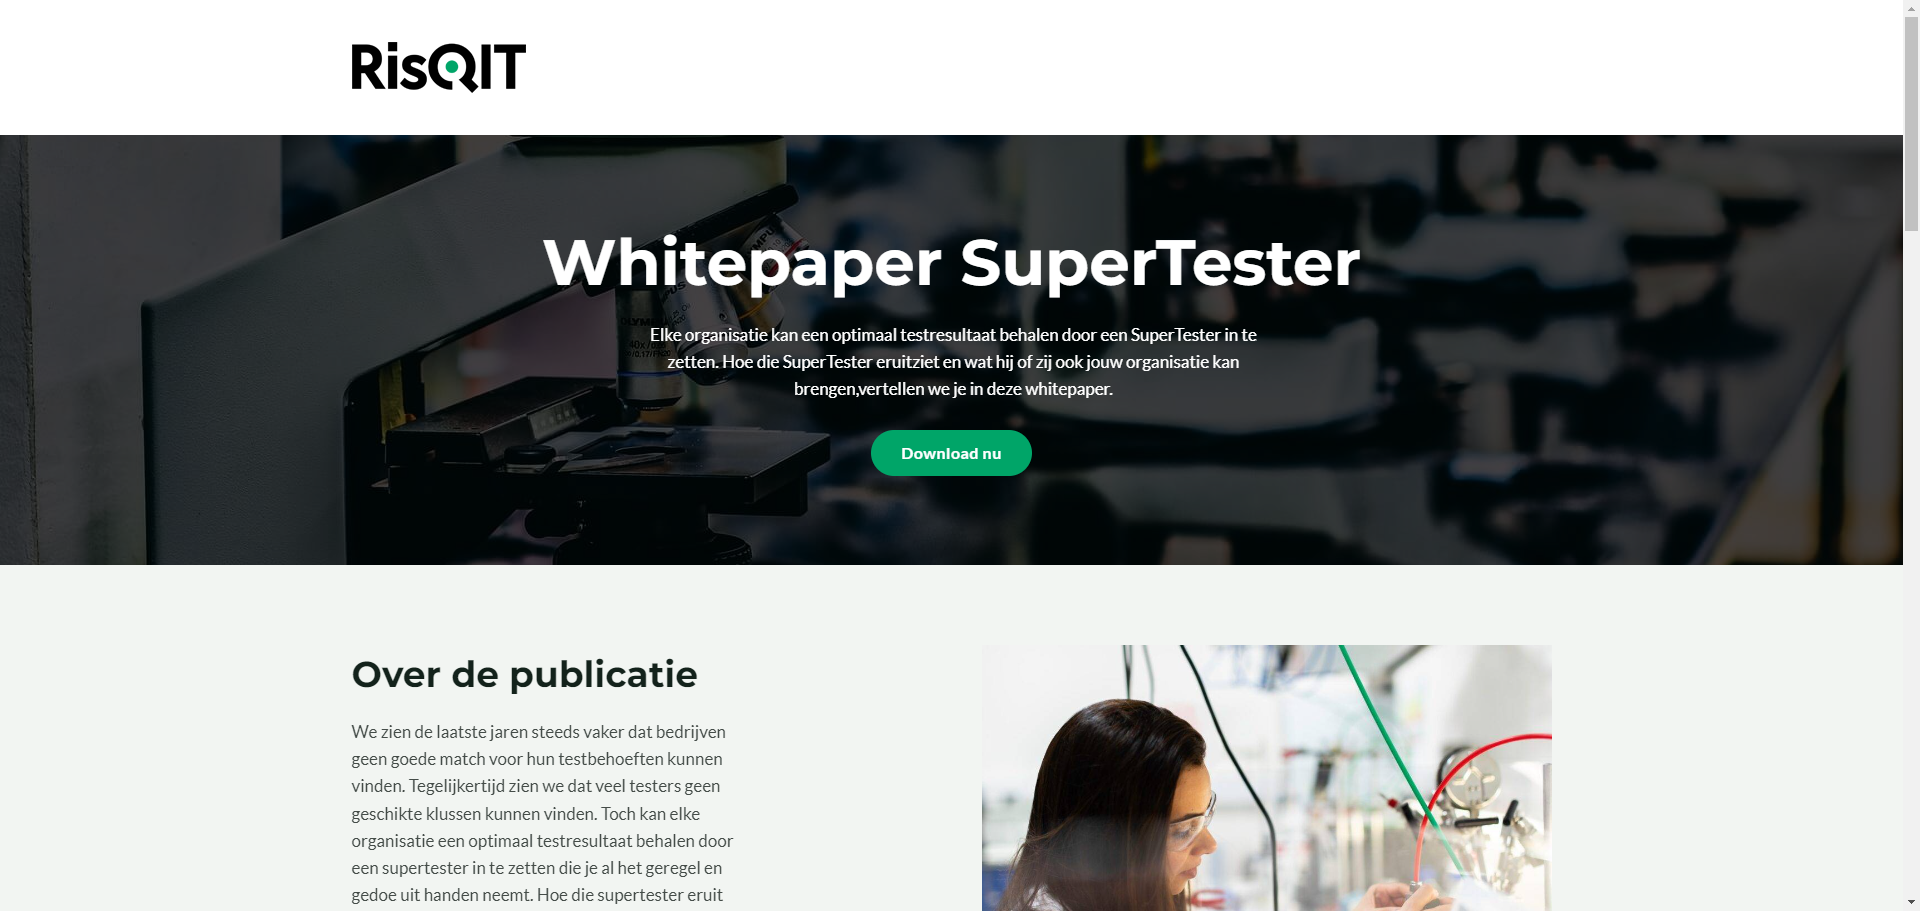 RisQIT
Whitepaper SuperTester
Elke organisatie kan een optimaal testresultaat behalen door een SuperTester in te
zetten. Hoe die SuperTester eruitziet en wat hij of zij ook jouw organisatie kan
brengen,vertellen we je in deze whitepaper.
Download nu
Over de publicatie
We zien de laatste jaren steeds vaker dat bedrijven
geen goede match voor hun testbehoeften kunnen
vinden. Tegelijkertijd zien we dat veel testers geen
geschikte klussen kunnen vinden. Toch kan elke
organisatie een optimaal testresultaat behalen door
een supertester in te zetten die je al het geregel en
gedoe uit handen neemt. Hoe die supertester eruit